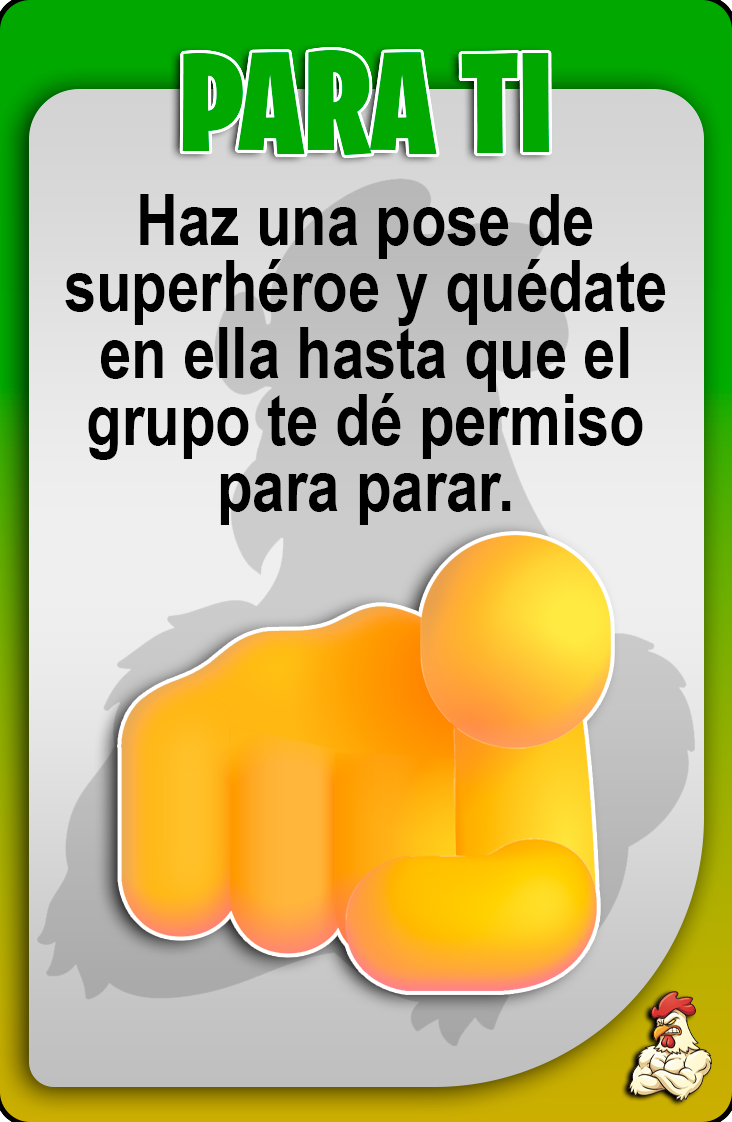 PARA TI
Haz una pose de
superhéroe y quédate
en ella hasta que el
grupo te dé permiso
para parar.